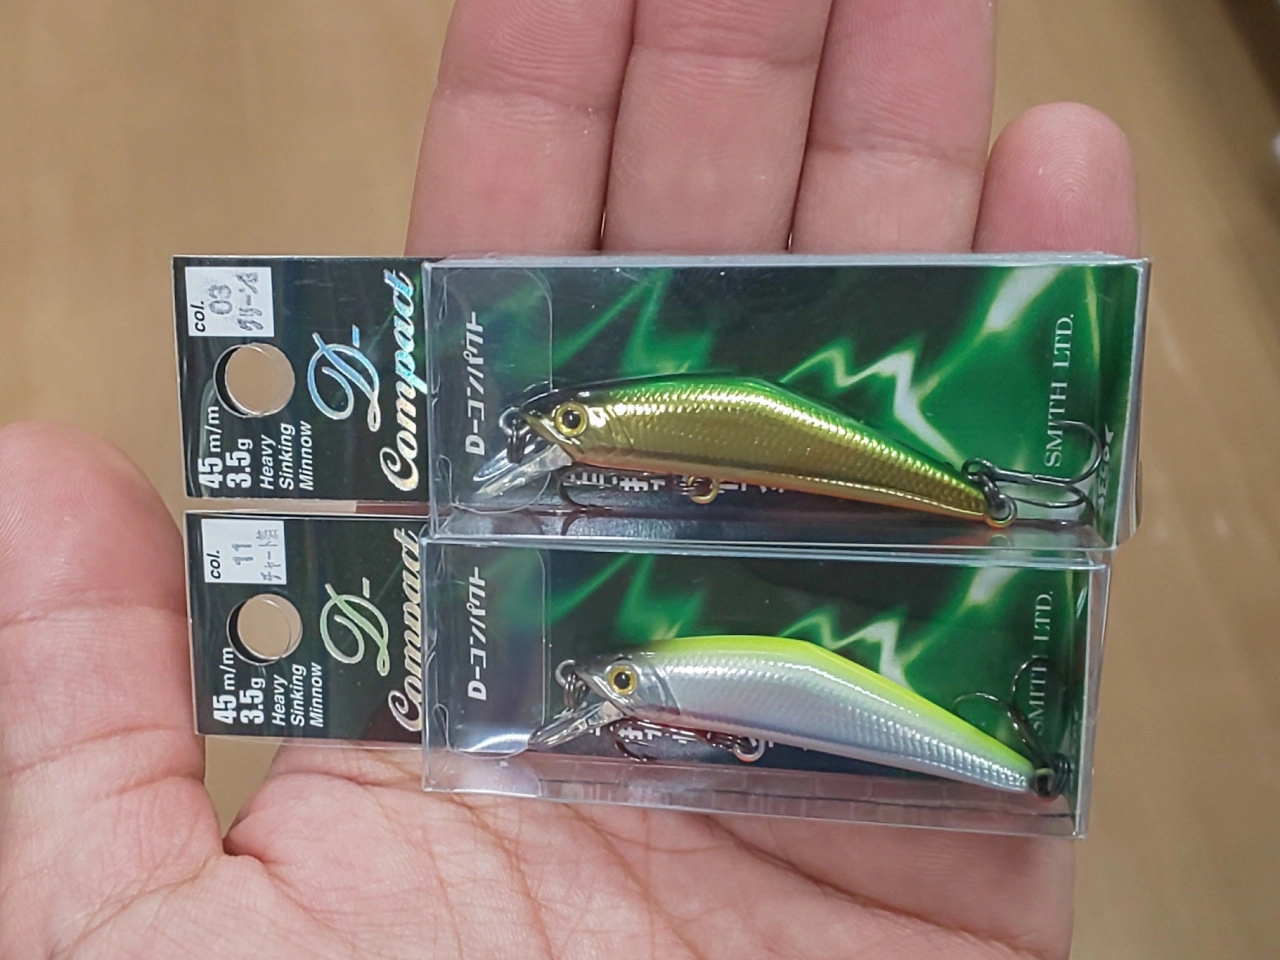 col.
03
グリーンG
45m/m
3.5g
Heavy
Sinking
Minnow
D-
Compact
D-コンパクト
SMITH LTD.
col.
11
チャート
45m/m
3.5g
Heavy
Sinking
Minnow
D-
Compact
D-コンパクト
SMITH LTD.